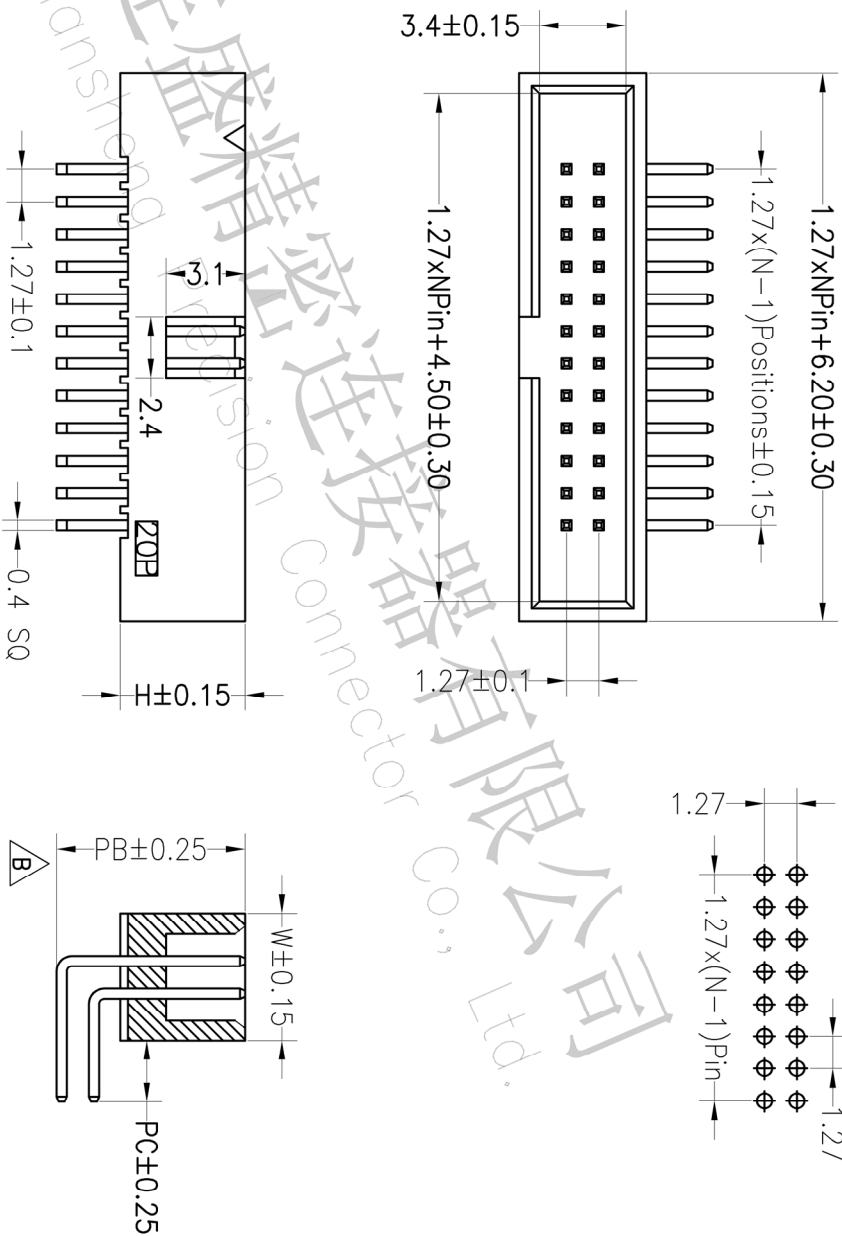 3.4±0.15
1.27xNPin+6.20±0.30
1.27x(N-1)Positions±0.15
1.27xNPin+4.50±0.30
1.27±0.1
3.1
2.4
20P
1.27±0.1
0.4 SQ
H±0.15
1.27
1.27x(N-1)Pin
1.27
PB±0.25
W±0.15
PC±0.25
B
盛精密连接器有限公司
Precision Connector Co., Ltd.